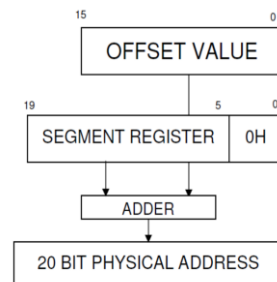 15 0
OFFSET VALUE
19 5 0
SEGMENT REGISTER 0H
ADDER
20 BIT PHYSICAL ADDRESS